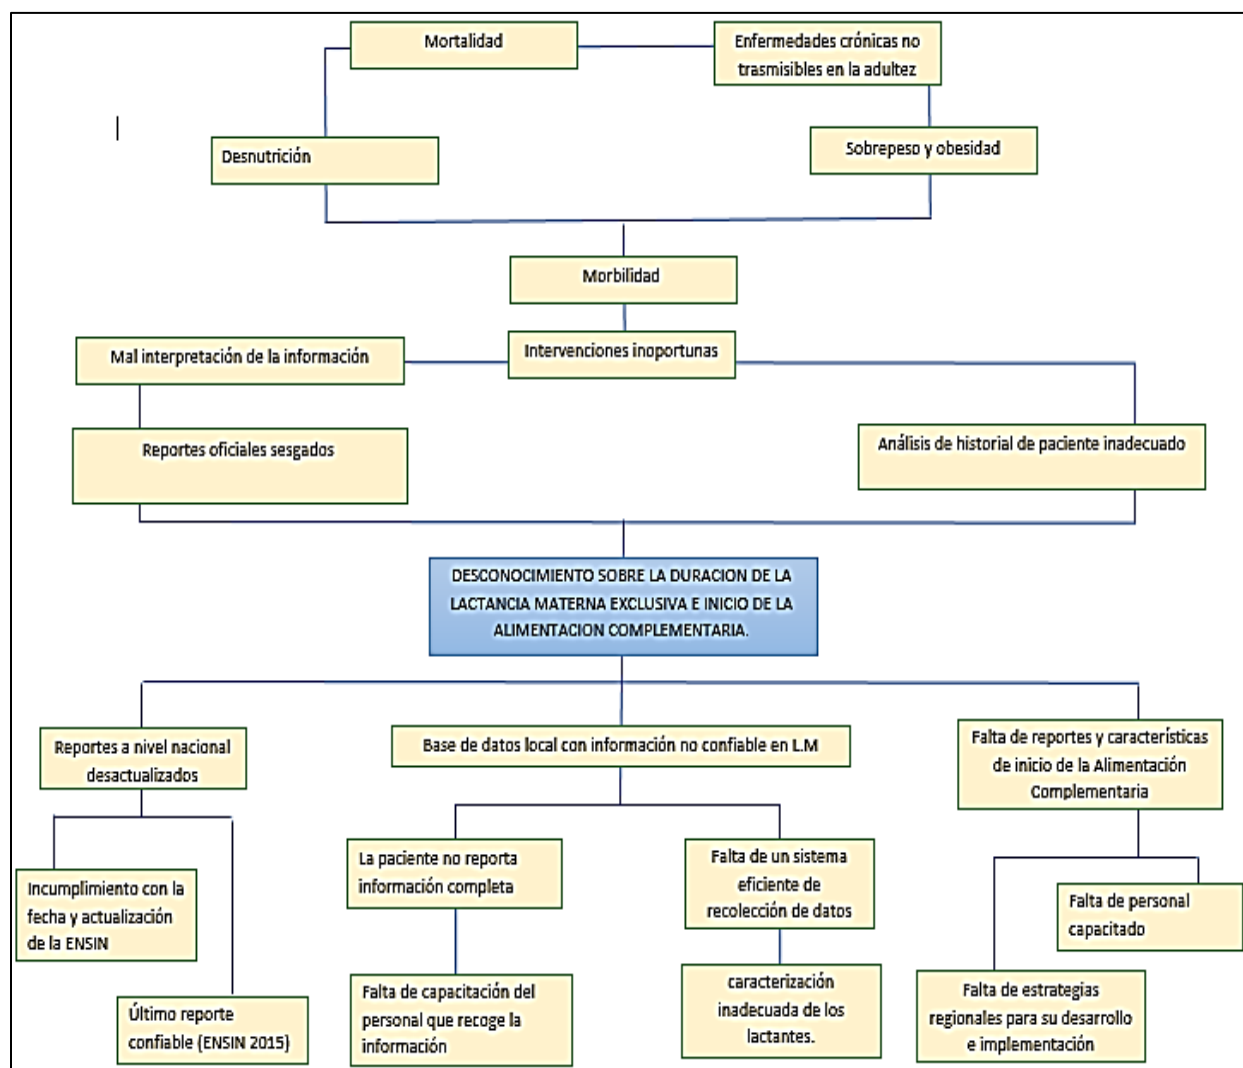 Mortalidad
Enfermedades crónicas no
trasmisibles en la adultez
Desnutrición
Sobrepeso y obesidad
Morbilidad
Mal interpretación de la información
Intervenciones inoportunas
Reportes oficiales sesgados
Análisis de historial de paciente inadecuado
DESCONOCIMIENTO SOBRE LA DURACION DE LA
LACTANCIA MATERNA EXCLUSIVA E INICIO DE LA
ALIMENTACION COMPLEMENTARIA.
Reportes a nivel nacional
desactualizados
Base de datos local con información no confiable en L.M
Falta de reportes y características
de inicio de la Alimentación
Complementaria
Incumplimiento con la
fecha y actualización
de la ENSIN
La paciente no reporta
información completa
Falta de un sistema
eficiente de
recolección de datos
Falta de personal
capacitado
Último reporte
confiable (ENSIN 2015)
Falta de capacitación del
personal que recoge la
información
caracterización
inadecuada de los
lactantes.
Falta de estrategias
regionales para su desarrollo
e implementación